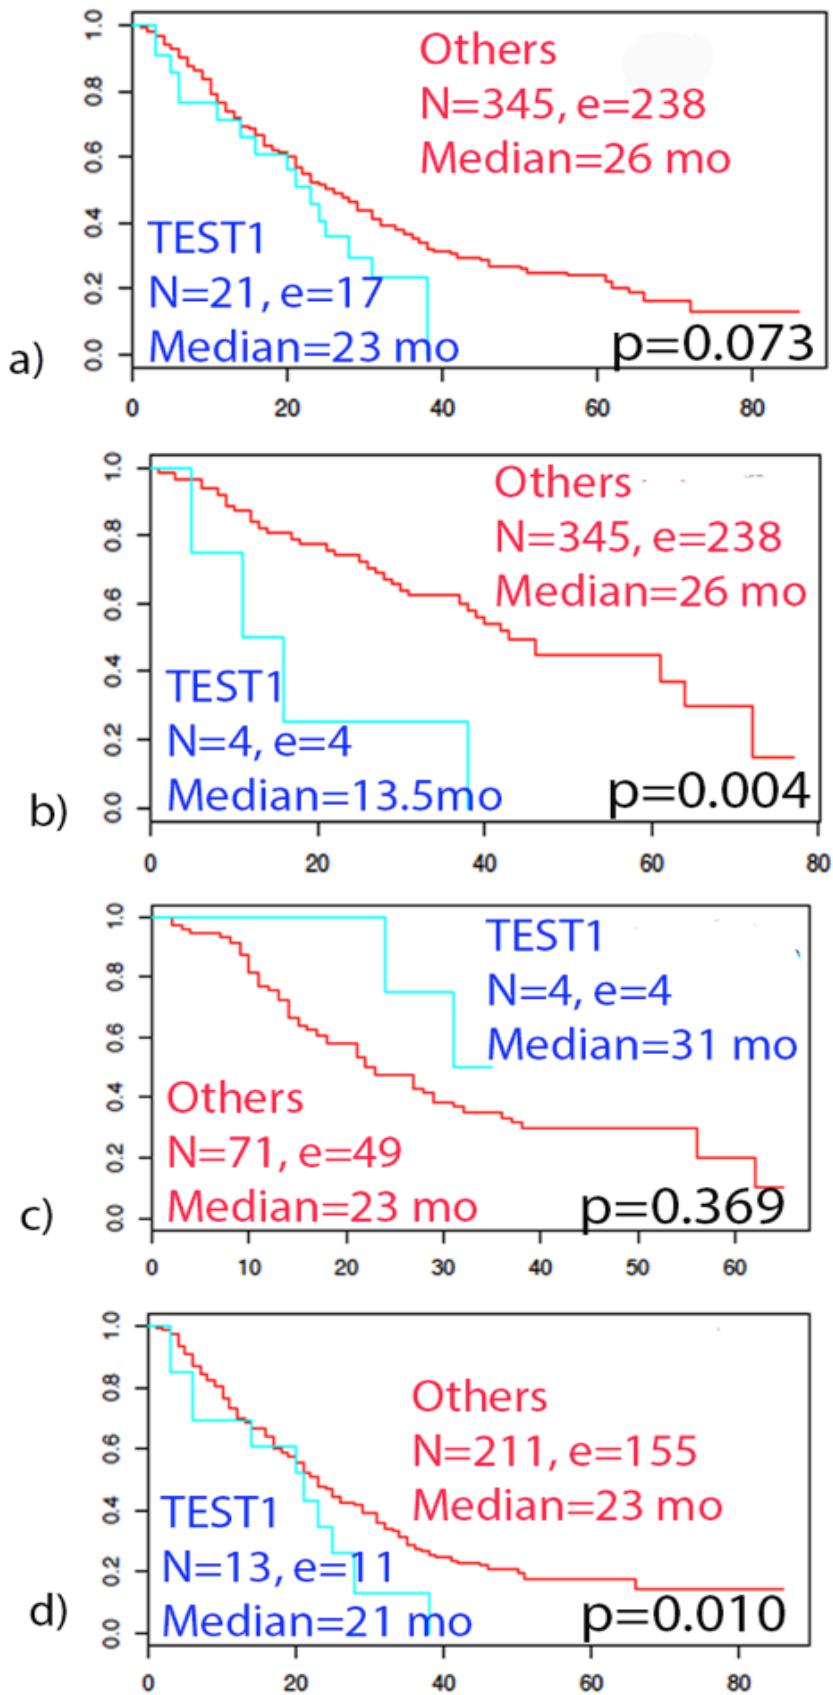 Others
N=345, e=238
Median=26 mo
TEST1
N=21, e=17
Median=23 mo
p=0.073
a)
1.0
0.8
0.6
0.4
0.2
0.0
0 20 40 60 80
Others
N=345, e=238
Median=26 mo
TEST1
N=4, e=4
Median=13.5mo
p=0.004
b)
1.0
0.8
0.6
0.4
0.2
0.0
0 20 40 60 80
TEST1
N=4, e=4
Median=31 mo
Others
N=71, e=49
Median=23 mo
p=0.369
c)
1.0
0.8
0.6
0.4
0.2
0.0
0 10 20 30 40 50 60
Others
N=211, e=155
Median=23 mo
TEST1
N=13, e=11
Median=21 mo
p=0.010
d)
1.0
0.8
0.6
0.4
0.2
0.0
0 20 40 60 80